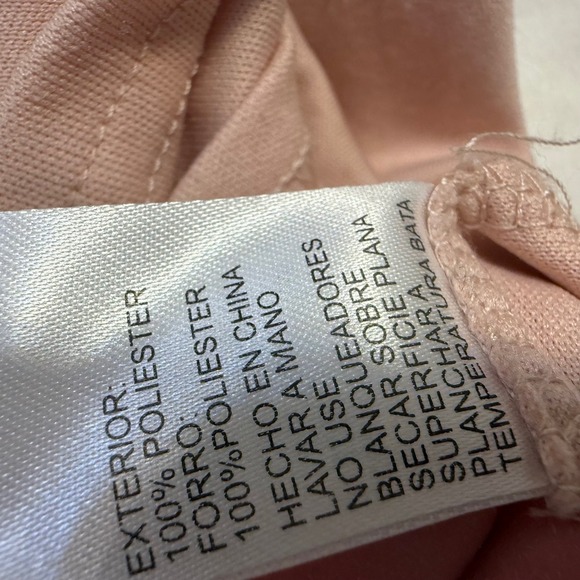 EXTERIOR:
100% POLIESTER
FORRO:
100%POLIESTER
HECHO EN CHINA
LAVAR A MANO
NO USE
BLANQUEADORES
SECAR SOBRE
SUPERFICIE PLANA
PLANCHAR A
TEMPERATURA BATA